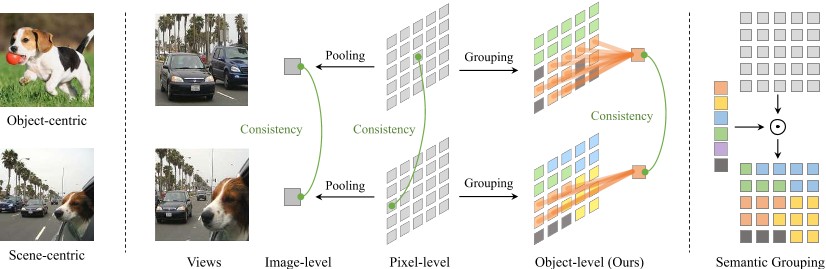 Object-centric
Scene-centric
Pooling
Grouping
Consistency
Consistency
Consistency
Pooling
Grouping
Views
Image-level
Pixel-level
Object-level (Ours)
Semantic Grouping